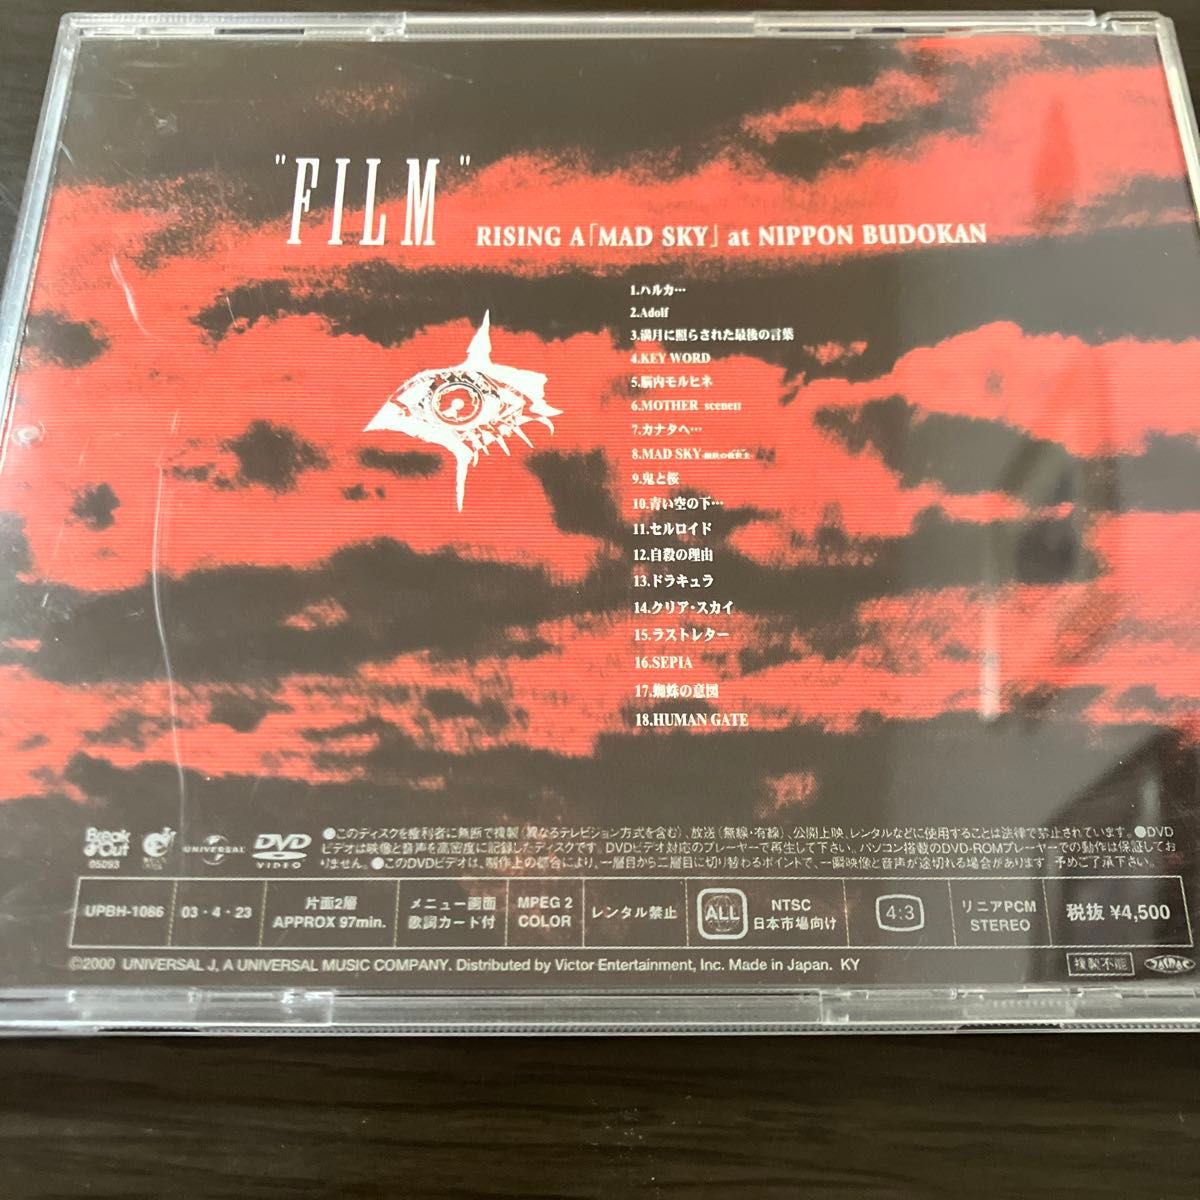 "FILM"
RISING A「MAD SKY」at NIPPON BUDOKAN
1.ハルカ…
2.Adolf
3.満月に照らされた最後の言葉
4.KEY WORD
5.脳内モルヒネ
6.MOTHER sceneII
7.カナタヘ…
8.MAD SKY-鋼鉄の救世主-
9.鬼と桜
10.青い空の下…
11.セルロイド
12.自殺の理由
13.ドラキュラ
14.クリア・スカイ
15.ラストレター
16.SEPIA
17.蜘蛛の意図
18.HUMAN GATE
Break Out
05093
UNIVERSAL
DVD
VIDEO
●このディスクを権利者に無断で複製(異なるテレビジョン方式を含む)、放送(無線・有線)、公開上映、レンタルなどに使用することは法律で禁止されています。●DVD
ビデオは映像と音声を高密度に記録したディスクです。DVDビデオ対応のプレーヤーで再生して下さい。パソコン搭載のDVD-ROMプレーヤーでの動作は保証してお
りません。●このDVDビデオは、制作上の都合により、一層目から二層目に切り替わるポイントで、一瞬映像と音声が途切れる場合があります。予めご了承下さい。
UPBH-1066
03・4・23
片面2層
APPROX 97min.
メニュー画面
歌詞カード付
MPEG 2
COLOR
レンタル禁止
ALL
NTSC
日本市場向け
4:3
リニアPCM
STEREO
税抜 ¥4,500
©2000 UNIVERSAL J, A UNIVERSAL MUSIC COMPANY. Distributed by Victor Entertainment, Inc. Made in Japan. KY
複製不能